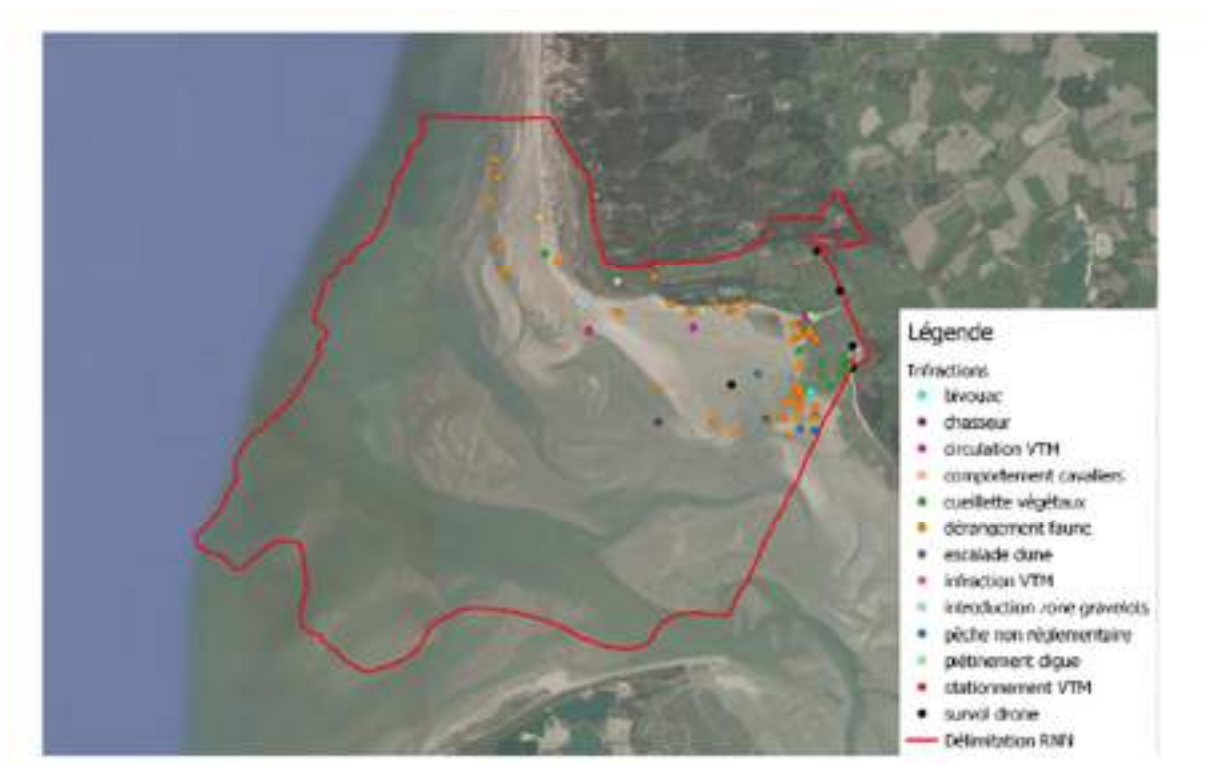 Légende
Infractions
bivouac
chasseur
circulation VTM
comportement cavaliers
cueillette végétaux
dérangement faune
escalade dune
infraction VTM
introduction zone gravelots
pêche non réglementaire
piétinement digue
stationnement VTM
survol drone
Délimitation RNN